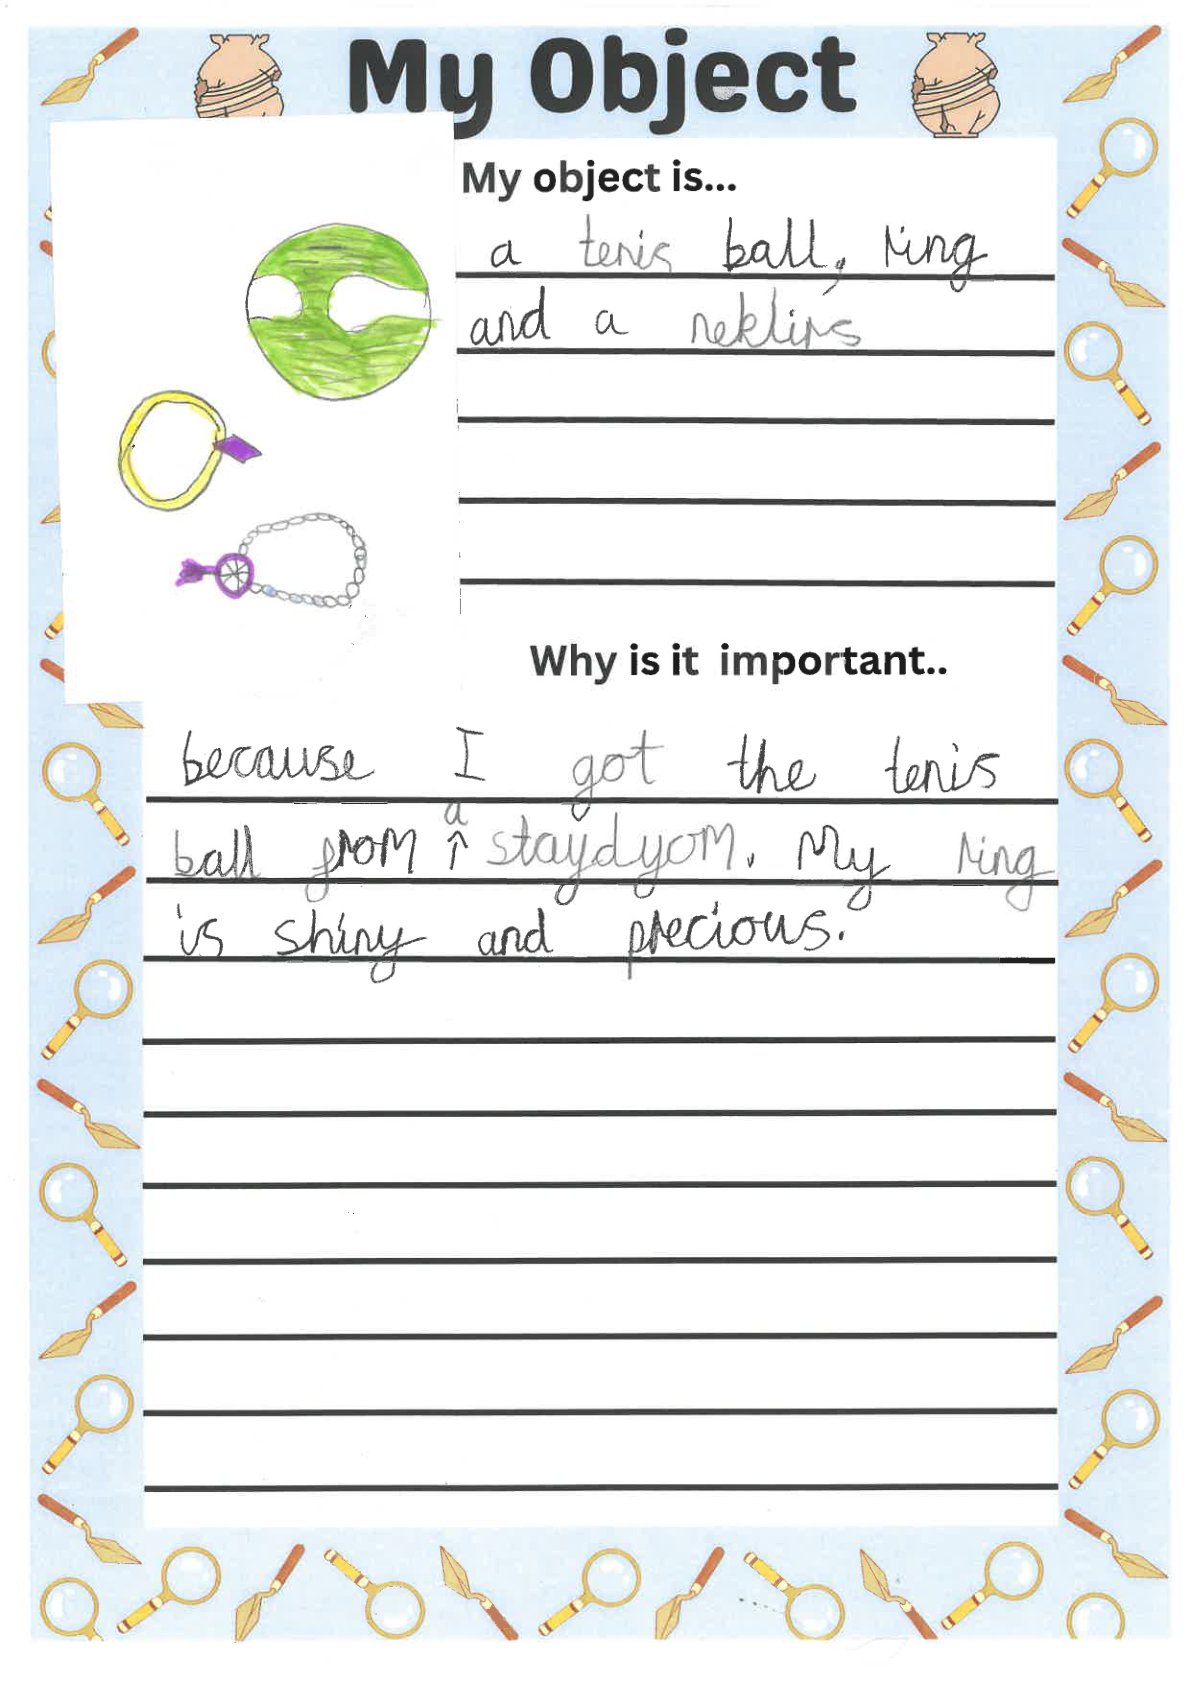 My Object
My object is...
a tenis ball, ring
and a neklins
Why is it important..
because I got the tenis
a
ball from ↑ staydyom. My ring
is shiny and precious.